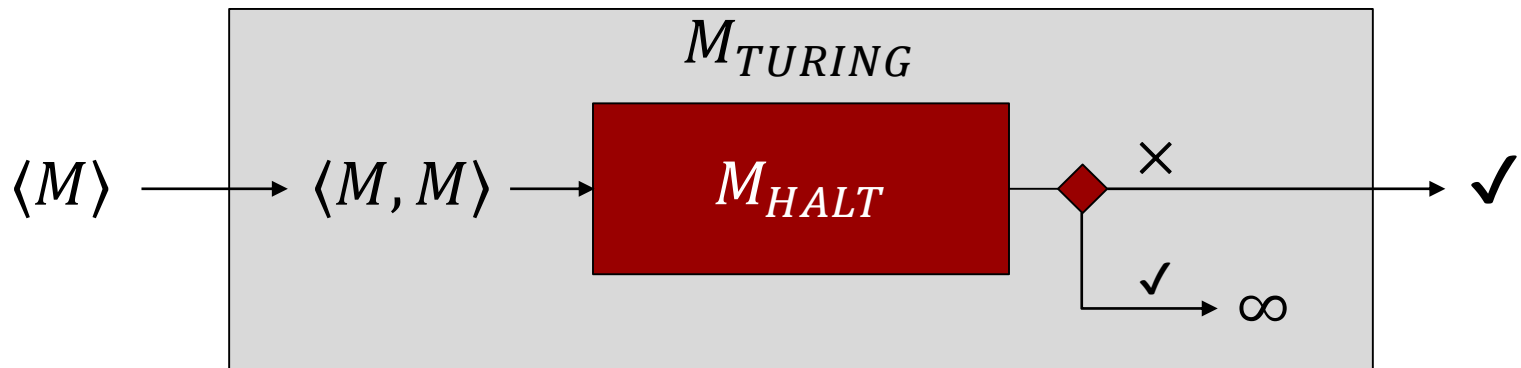 M_TURING
⟨M⟩ ⟨M, M⟩ M_HALT × ✓
✓ ∞